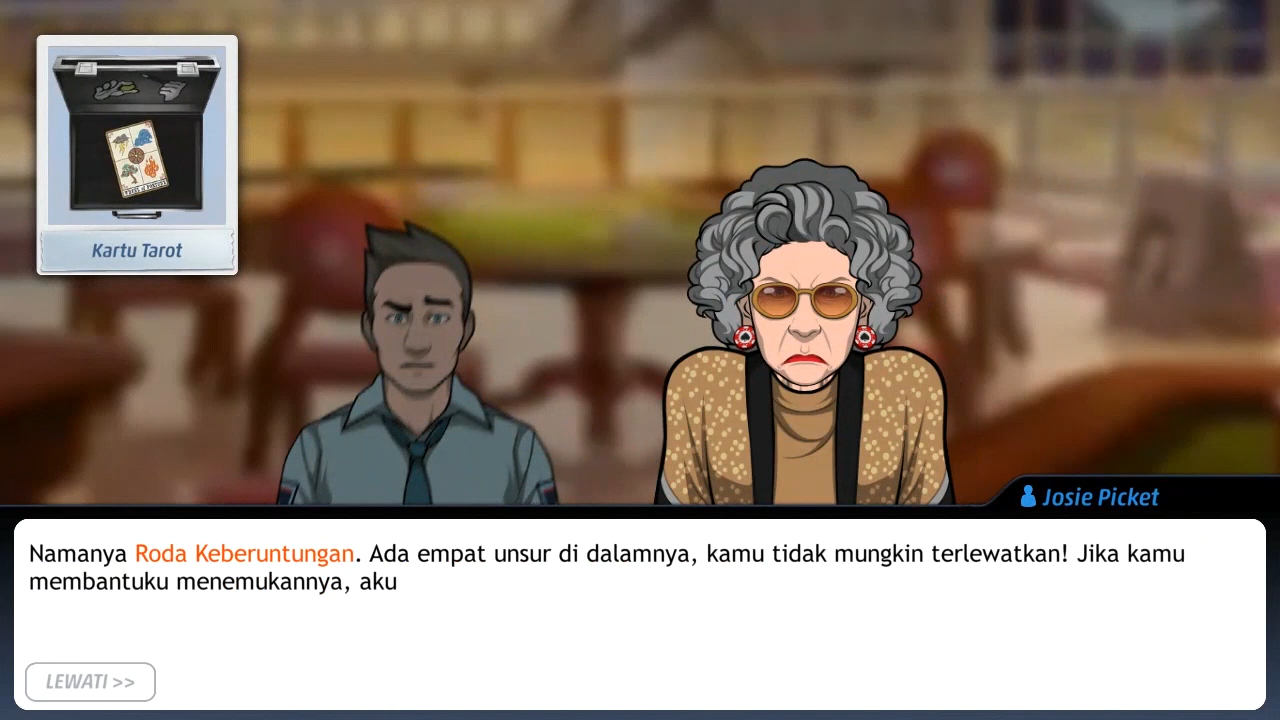 Kartu Tarot
Josie Picket
Namanya Roda Keberuntungan. Ada empat unsur di dalamnya, kamu tidak mungkin terlewatkan! Jika kamu
membantuku menemukannya, aku
LEWATI >>